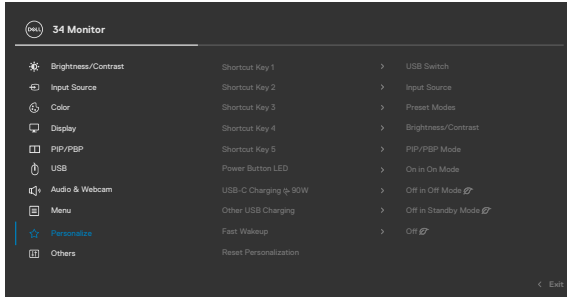 DELL 34 Monitor
Brightness/Contrast Shortcut Key 1 > USB Switch
Input Source Shortcut Key 2 > Input Source
Color Shortcut Key 3 > Preset Modes
Display Shortcut Key 4 > Brightness/Contrast
PIP/PBP Shortcut Key 5 > PIP/PBP Mode
USB Power Button LED > On in On Mode
Audio & Webcam USB-C Charging 90W > Off in Off Mode
Menu Other USB Charging > Off in Standby Mode
Personalize Fast Wakeup > Off
Others Reset Personalization
< Exit